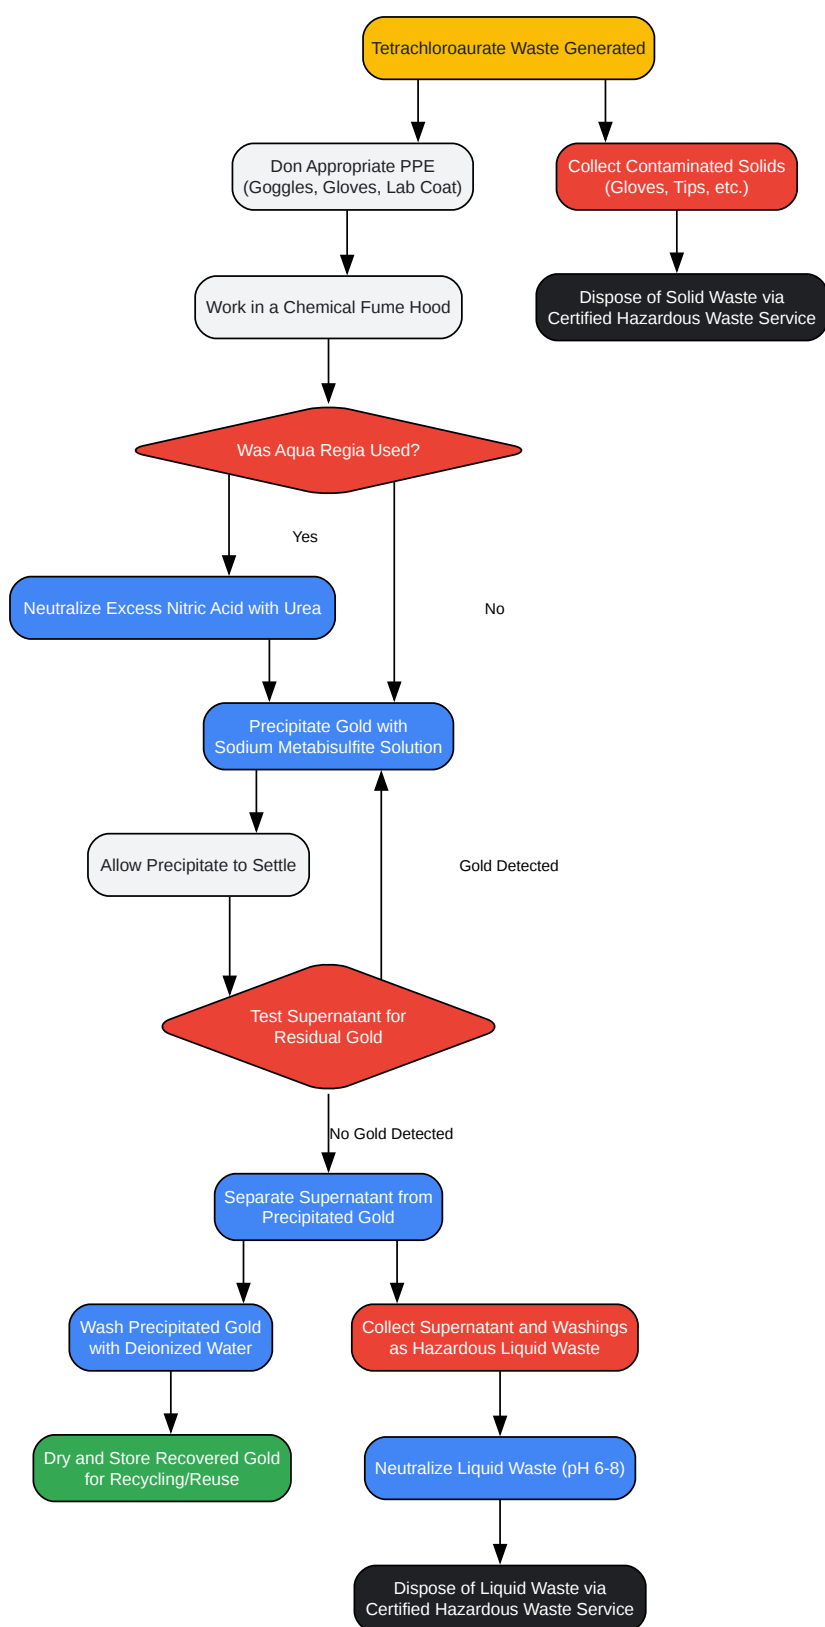 Tetrachloroaurate Waste Generated
Don Appropriate PPE
(Goggles, Gloves, Lab Coat)
Collect Contaminated Solids
(Gloves, Tips, etc.)
Work in a Chemical Fume Hood
Dispose of Solid Waste via
Certified Hazardous Waste Service
Was Aqua Regia Used?
Yes
Neutralize Excess Nitric Acid with Urea
No
Precipitate Gold with
Sodium Metabisulfite Solution
Allow Precipitate to Settle
Gold Detected
Test Supernatant for
Residual Gold
No Gold Detected
Separate Supernatant from
Precipitated Gold
Wash Precipitated Gold
with Deionized Water
Collect Supernatant and Washings
as Hazardous Liquid Waste
Dry and Store Recovered Gold
for Recycling/Reuse
Neutralize Liquid Waste (pH 6-8)
Dispose of Liquid Waste via
Certified Hazardous Waste Service